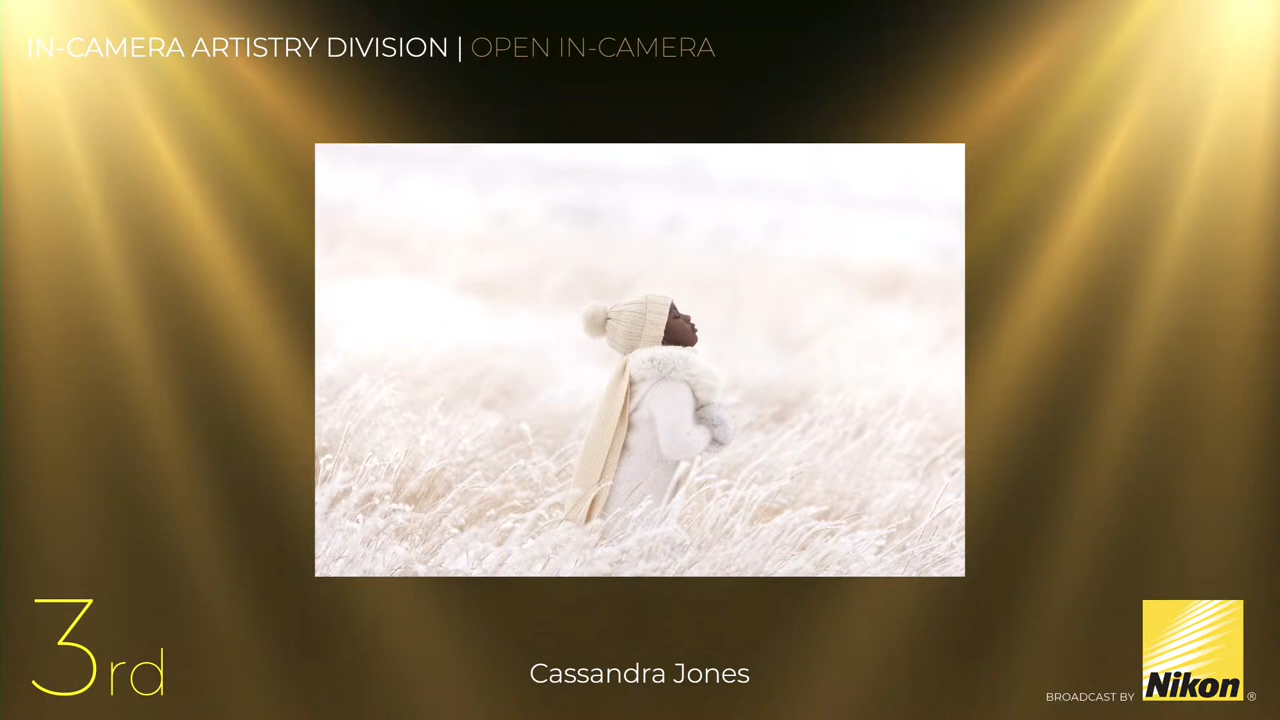 IN-CAMERA ARTISTRY DIVISION | OPEN IN-CAMERA
3rd
Cassandra Jones
BROADCAST BY Nikon ®